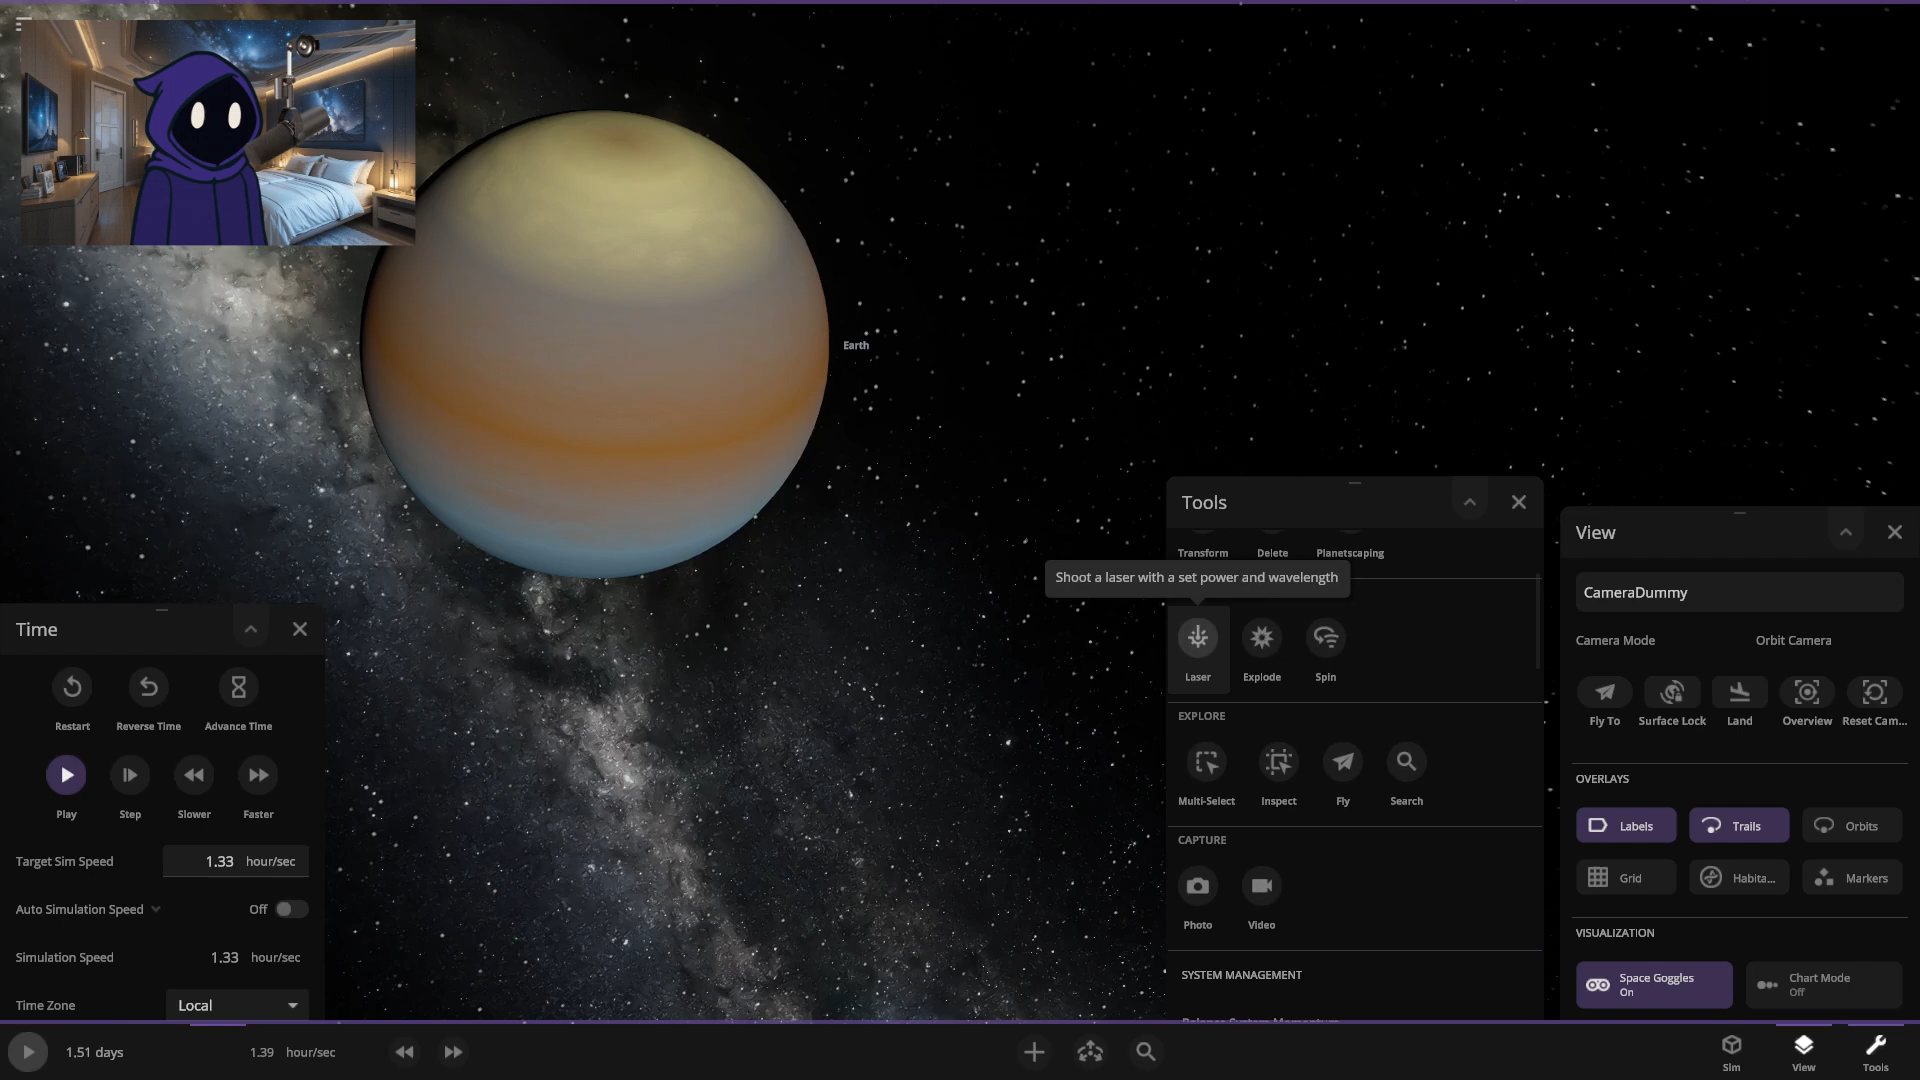 Earth
Tools
Transform
Delete
Planetscaping
Shoot a laser with a set power and wavelength
Laser
Explode
Spin
EXPLORE
Multi-Select
Inspect
Fly
Search
CAPTURE
Photo
Video
SYSTEM MANAGEMENT
Balance System Momentum
View
CameraDummy
Camera Mode
Orbit Camera
Fly To
Surface Lock
Land
Overview
Reset Cam...
OVERLAYS
Labels
Trails
Orbits
Grid
Habita...
Markers
VISUALIZATION
Space Goggles
On
Chart Mode
Off
Time
Restart
Reverse Time
Advance Time
Play
Step
Slower
Faster
Target Sim Speed
1.33 hour/sec
Auto Simulation Speed
Off
Simulation Speed
1.33 hour/sec
Time Zone
Local
1.51 days
1.39 hour/sec
Sim
View
Tools